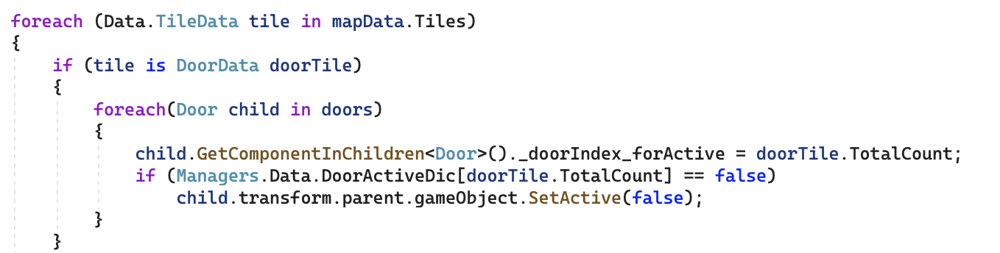 foreach (Data.TileData tile in mapData.Tiles)
{
if (tile is DoorData doorTile)
{
foreach(Door child in doors)
{
child.GetComponentInChildren<Door>()._doorIndex_forActive = doorTile.TotalCount;
if (Managers.Data.DoorActiveDic[doorTile.TotalCount] == false)
child.transform.parent.gameObject.SetActive(false);
}
}